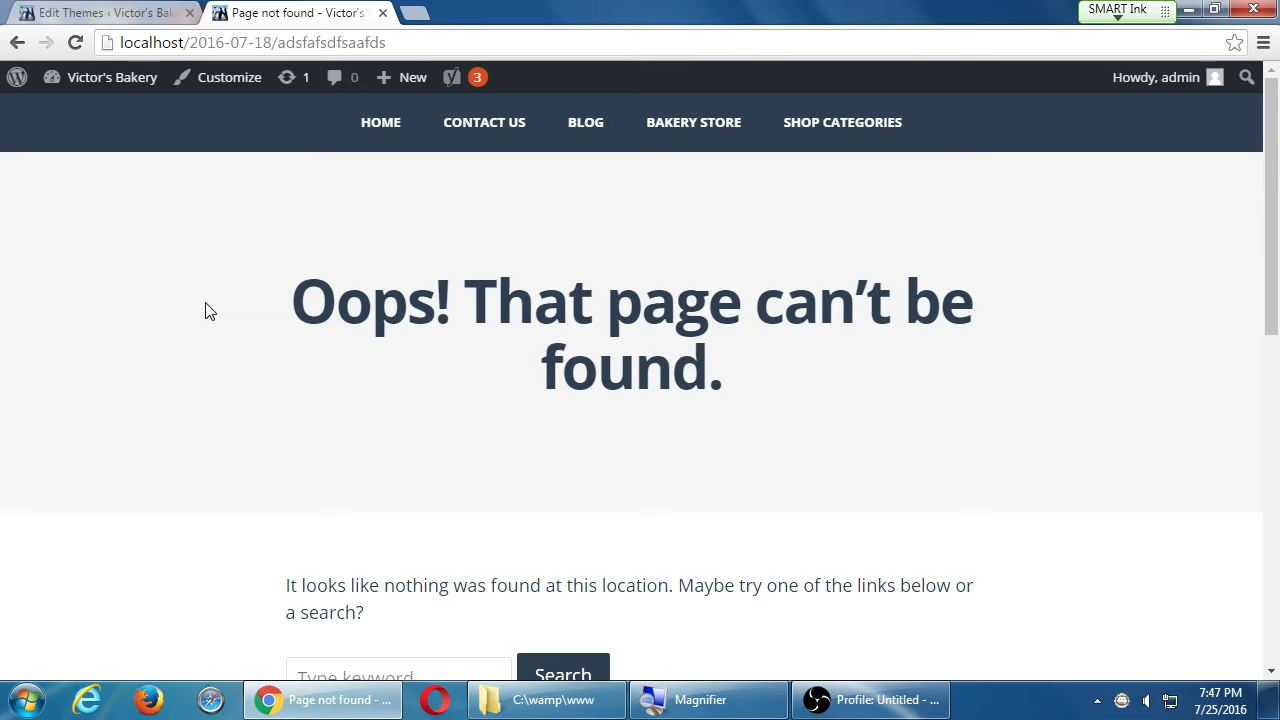 Edit Themes ‹ Victor's Bak
Page not found - Victor's
SMART Ink
localhost/2016-07-18/adsfafsdfsaafds
Victor's Bakery Customize 1 0 New 3 Howdy, admin
HOME CONTACT US BLOG BAKERY STORE SHOP CATEGORIES
Oops! That page can’t be
found.
It looks like nothing was found at this location. Maybe try one of the links below or
a search?
Type keyword Search
Page not found - ... C:\wamp\www Magnifier Profile: Untitled - ... 7:47 PM
7/25/2016